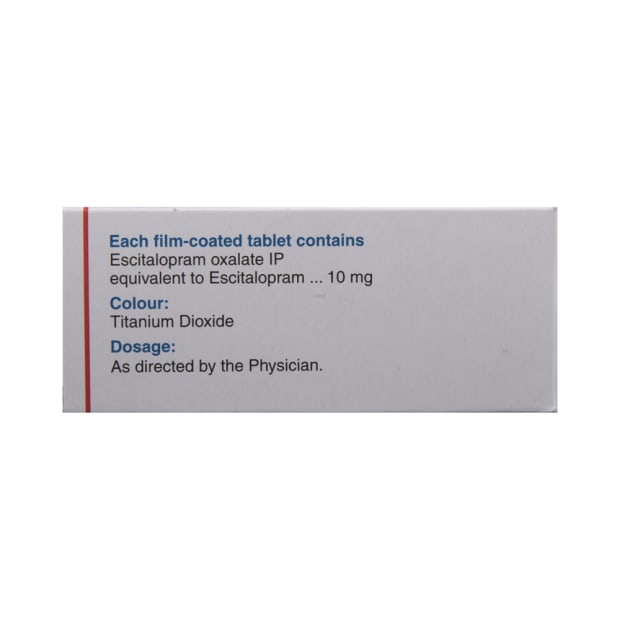 Each film-coated tablet contains
Escitalopram oxalate IP
equivalent to Escitalopram ... 10 mg
Colour:
Titanium Dioxide
Dosage:
As directed by the Physician.